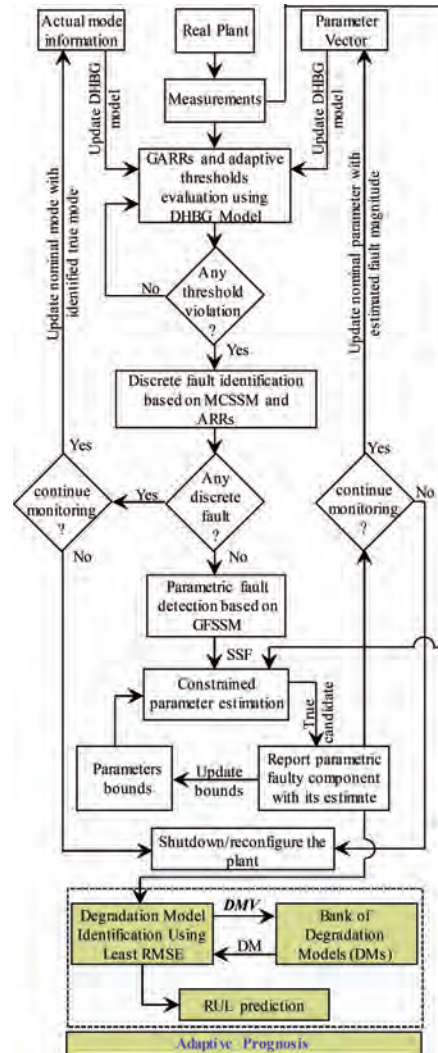 Actual mode
information
Real Plant
Parameter
Vector
Measurements
Update DHBG
model
Update DHBG
model
GARRs and adaptive
thresholds
evaluation using
DHBG Model
Update nominal mode with
identified true mode
Update nominal parameter with
estimated fault magnitude
Any
threshold
violation
?
No
Yes
Discrete fault identification
based on MCSSM and
ARRs
Yes
continue
monitoring
?
No
Yes
Any
discrete
fault
?
No
Yes
continue
monitoring
?
No
Parametric fault
detection based on
GFSSM
SSF
Constrained
parameter estimation
True
candidate
Parameters
bounds
Update
bounds
Report parametric
faulty component
with its estimate
Shutdown/reconfigure the
plant
Degradation Model
Identification Using
Least RMSE
DMV
DM
Bank of
Degradation
Models (DMs)
RUL prediction
Adaptive Prognosis